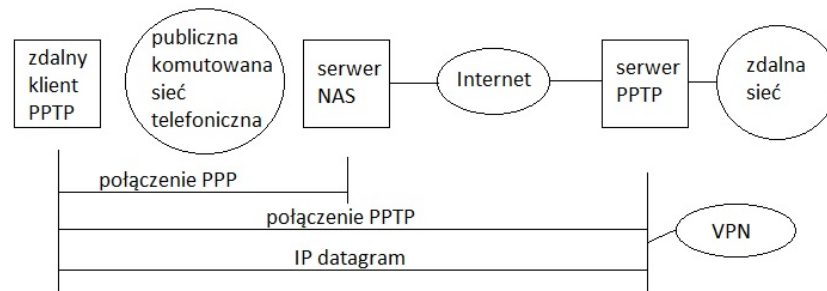 zdalny
klient
PPTP
publiczna
komutowana
sieć
telefoniczna
serwer
NAS
Internet
serwer
PPTP
zdalna
sieć
połączenie PPP
połączenie PPTP
VPN
IP datagram